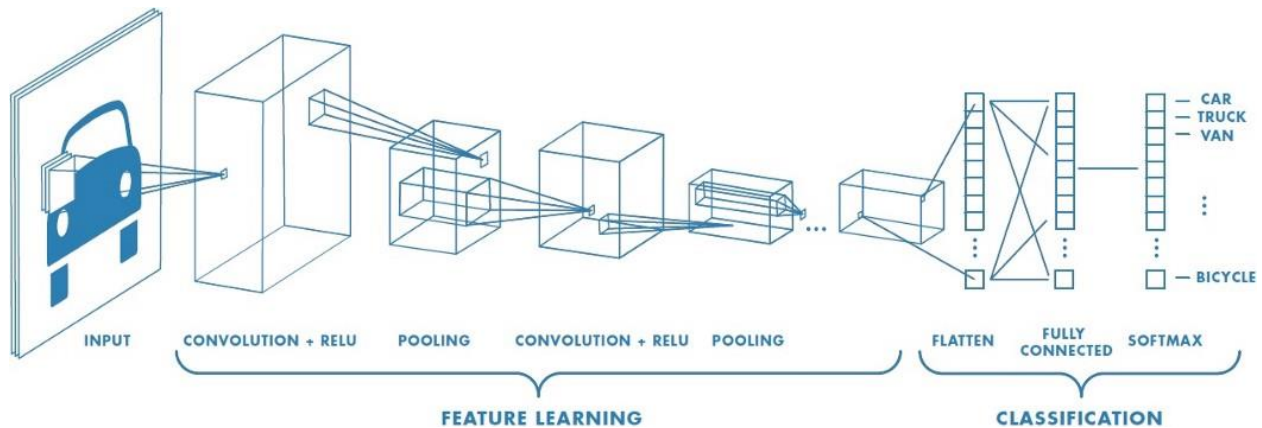 CAR
TRUCK
VAN
BICYCLE
INPUT
CONVOLUTION + RELU
POOLING
CONVOLUTION + RELU
POOLING
FLATTEN
FULLY
CONNECTED
SOFTMAX
FEATURE LEARNING
CLASSIFICATION